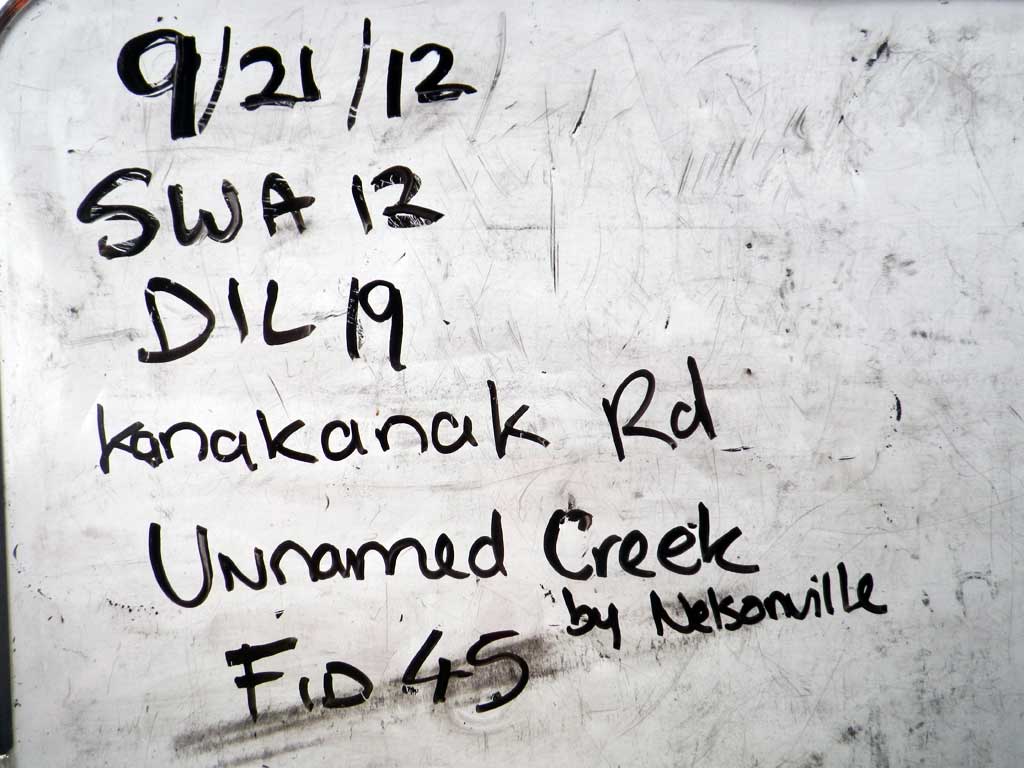 9/21/12
SWA 12
DIL 19
Kanakanak Rd
Unnamed Creek
by Nelsonville
FID 45